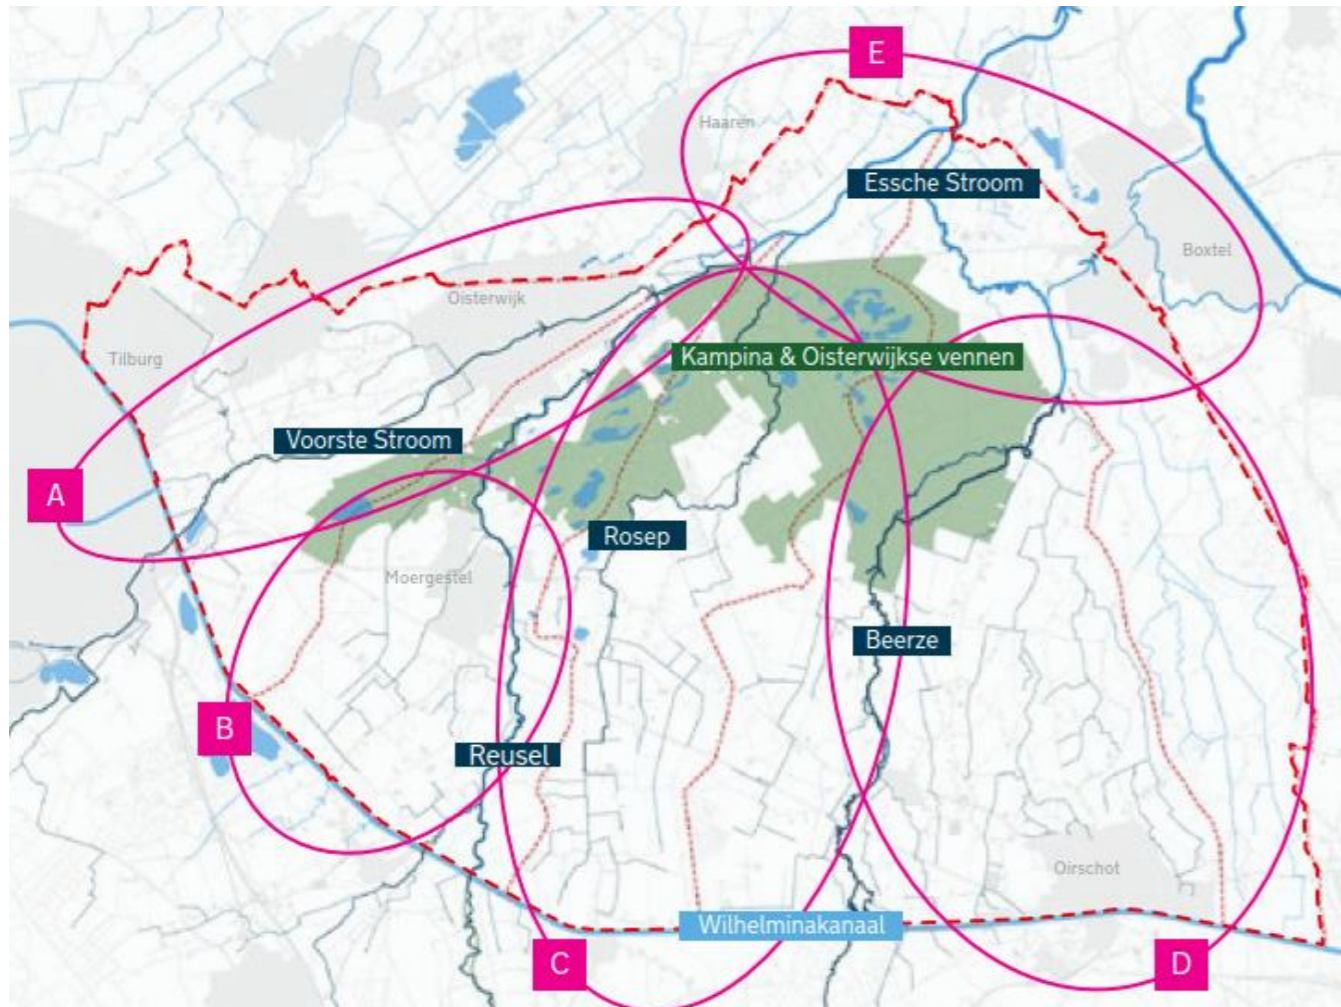 E
Haaren
Essche Stroom
Boxtel
Oisterwijk
Tilburg
Kampina & Oisterwijkse vennen
Voorste Stroom
A
Rosep
Moergestel
Beerze
B
Reusel
Oirschot
Wilhelminakanaal
C
D